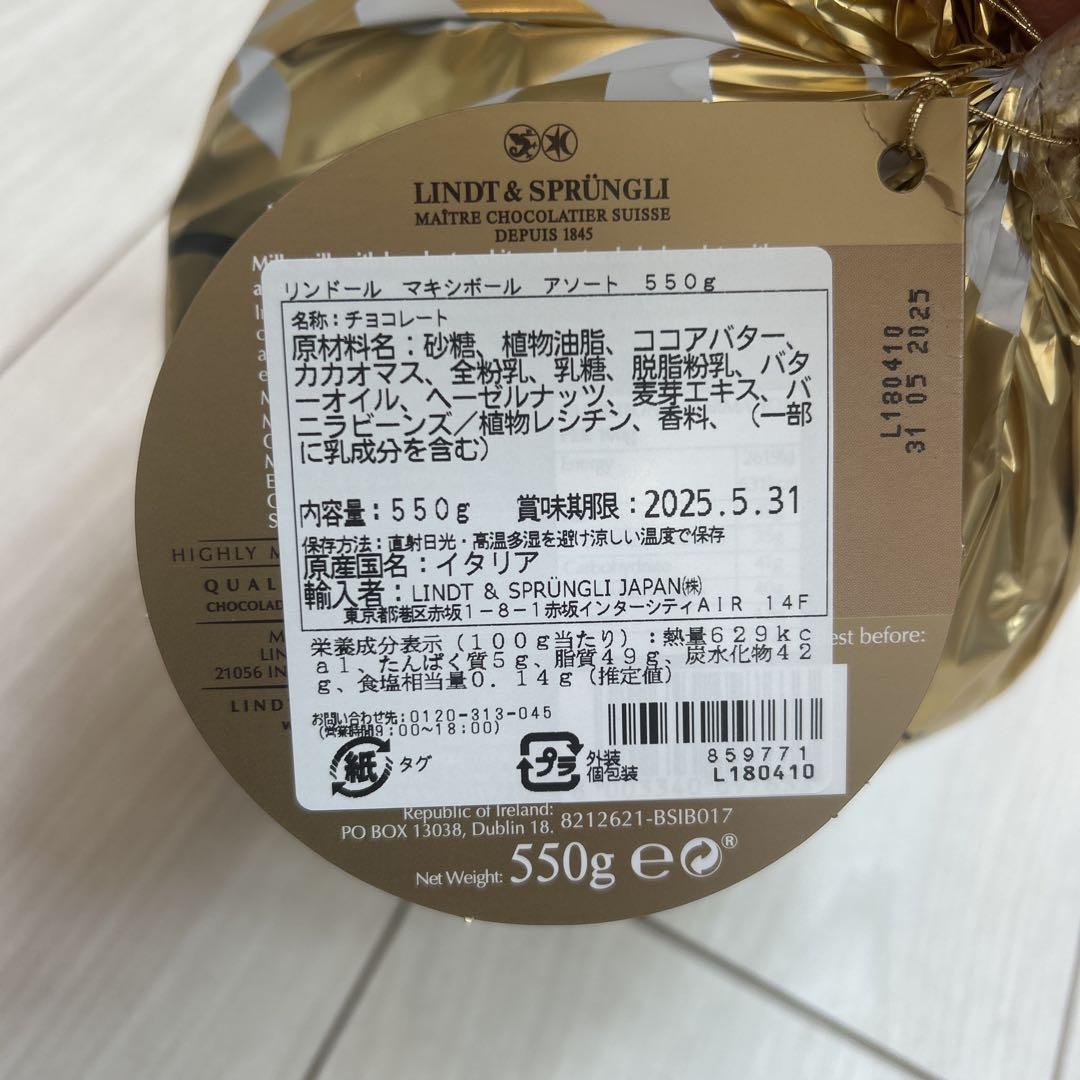 LINDT & SPRÜNGLI
MAÎTRE CHOCOLATIER SUISSE
DEPUIS 1845
リンドール マキシボール アソート 550g
名称：チョコレート
原材料名：砂糖、植物油脂、ココアバター、
カカオマス、全粉乳、乳糖、脱脂粉乳、バタ
ーオイル、ヘーゼルナッツ、麦芽エキス、バ
ニラビーンズ／植物レシチン、香料、（一部
に乳成分を含む）
内容量：550g 賞味期限：2025.5.31
保存方法：直射日光・高温多湿を避け涼しい温度で保存
原産国名：イタリア
輸入者：LINDT & SPRÜNGLI JAPAN㈱
東京都港区赤坂1-8-1赤坂インターシティAIR 14F
栄養成分表示（100g当たり）：熱量629kc
al、たんぱく質5g、脂質49g、炭水化物42
g、食塩相当量0.14g（推定値）
お問い合わせ先：0120-313-045
（営業時間9：00～18：00）
紙 タグ
プラ 外装
個包装
859771
L180410
L180410
31 05 2025
HIGHLY
QUAL
CHOCOLAD
21056 IN
LIND
before:
Republic of Ireland:
PO BOX 13038, Dublin 18. 8212621-BSIB017
Net Weight: 550g e ®